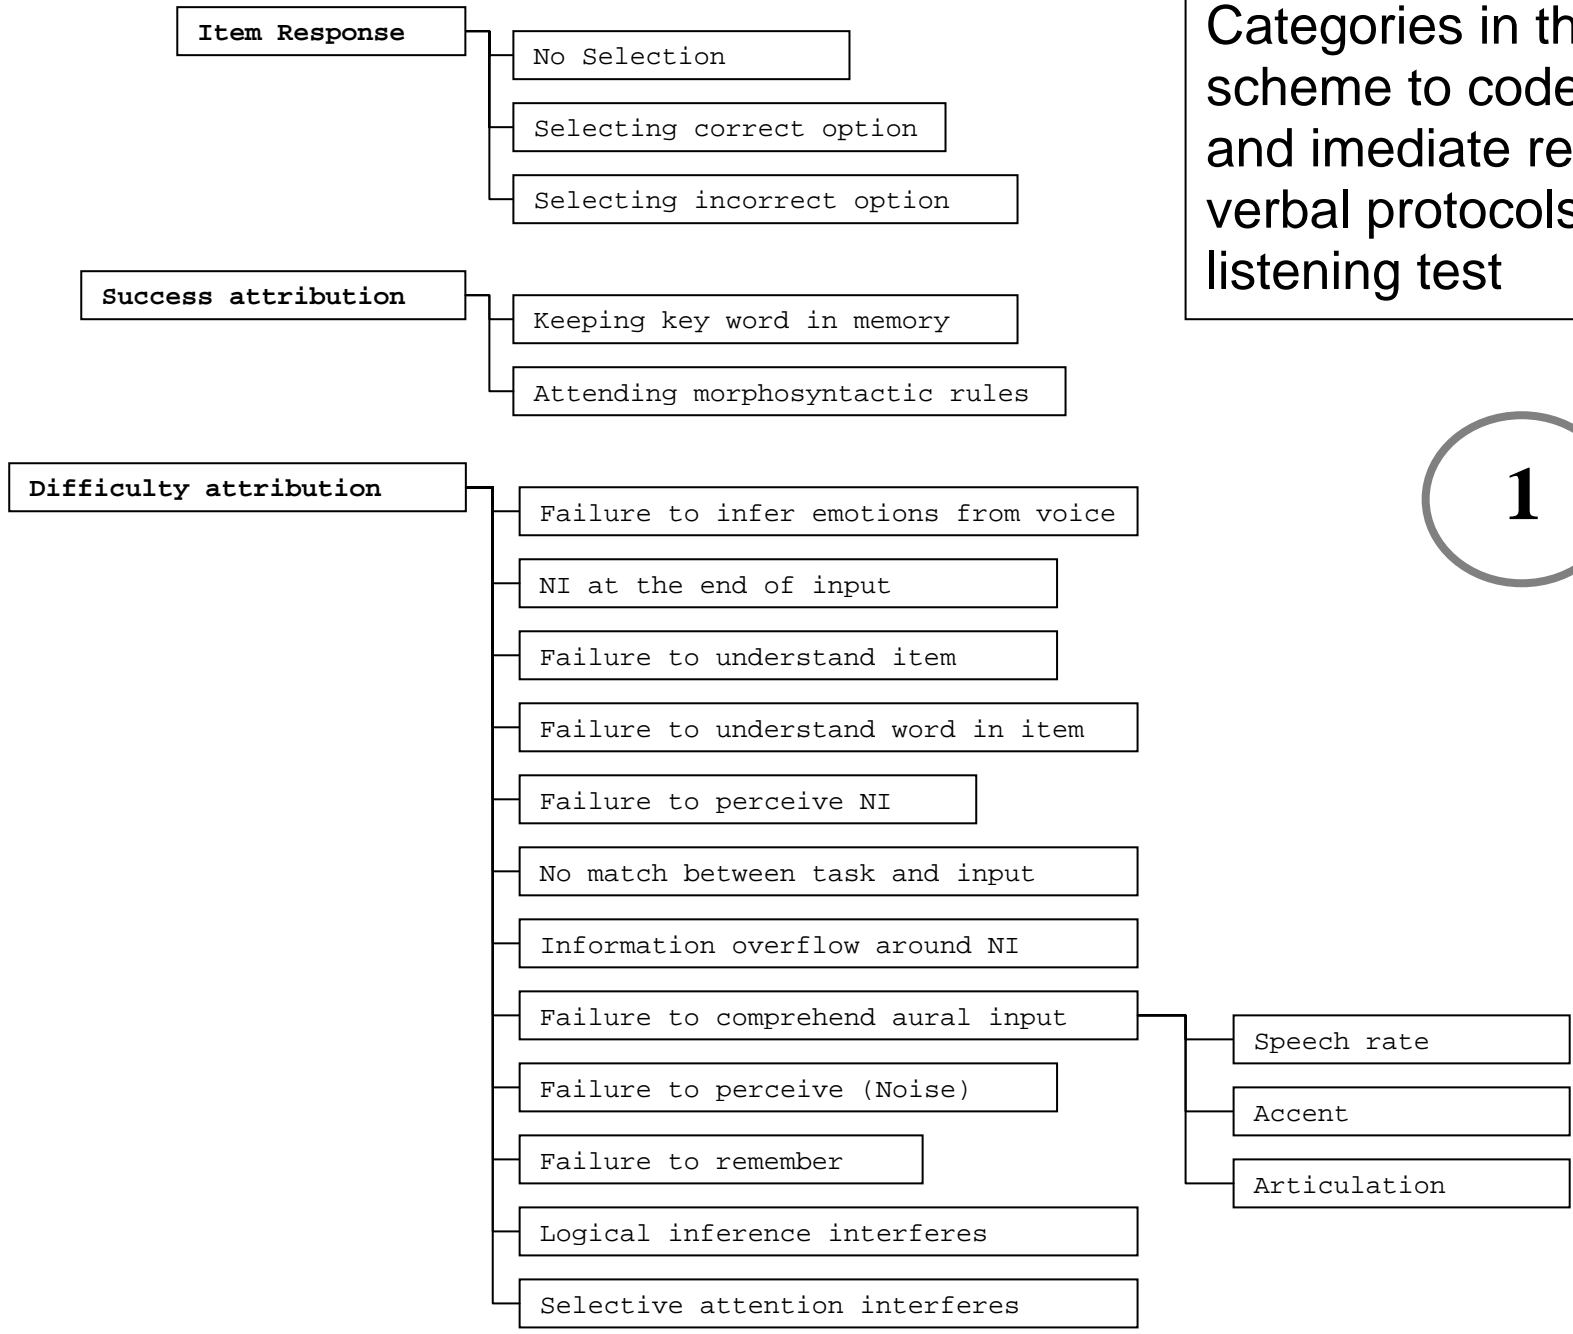 Categories in th
scheme to code
and imediate re
verbal protocols
listening test
1
Item Response
No Selection
Selecting correct option
Selecting incorrect option
Success attribution
Keeping key word in memory
Attending morphosyntactic rules
Difficulty attribution
Failure to infer emotions from voice
NI at the end of input
Failure to understand item
Failure to understand word in item
Failure to perceive NI
No match between task and input
Information overflow around NI
Failure to comprehend aural input
Speech rate
Accent
Articulation
Failure to perceive (Noise)
Failure to remember
Logical inference interferes
Selective attention interferes